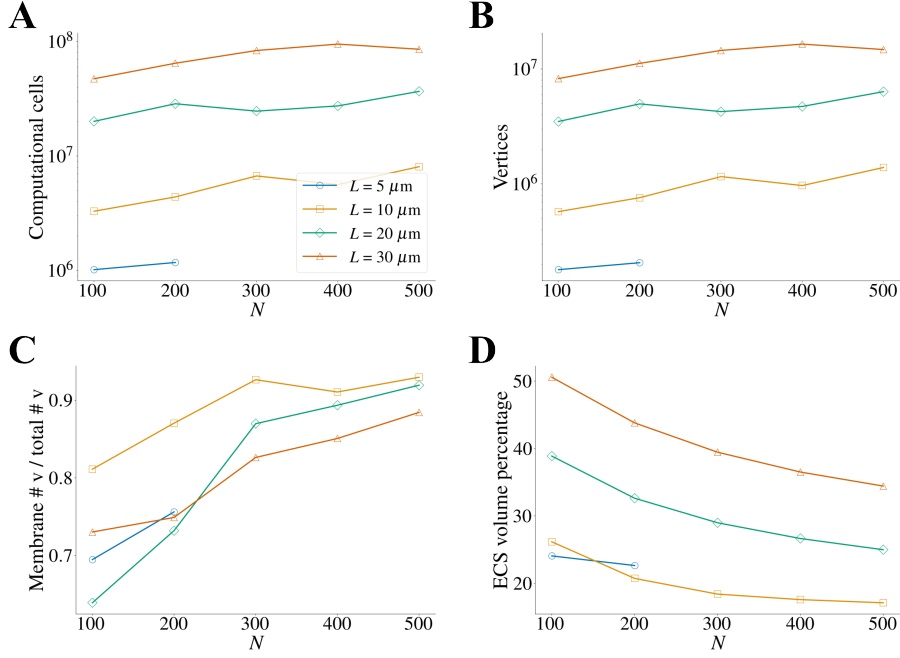 A
B
Computational cells
10^8
10^7
10^6
100 200 300 400 500
N
L = 5 μm
L = 10 μm
L = 20 μm
L = 30 μm
Vertices
10^7
10^6
100 200 300 400 500
N
C
D
Membrane # v / total # v
0.9
0.8
0.7
100 200 300 400 500
N
ECS volume percentage
50
40
30
20
100 200 300 400 500
N